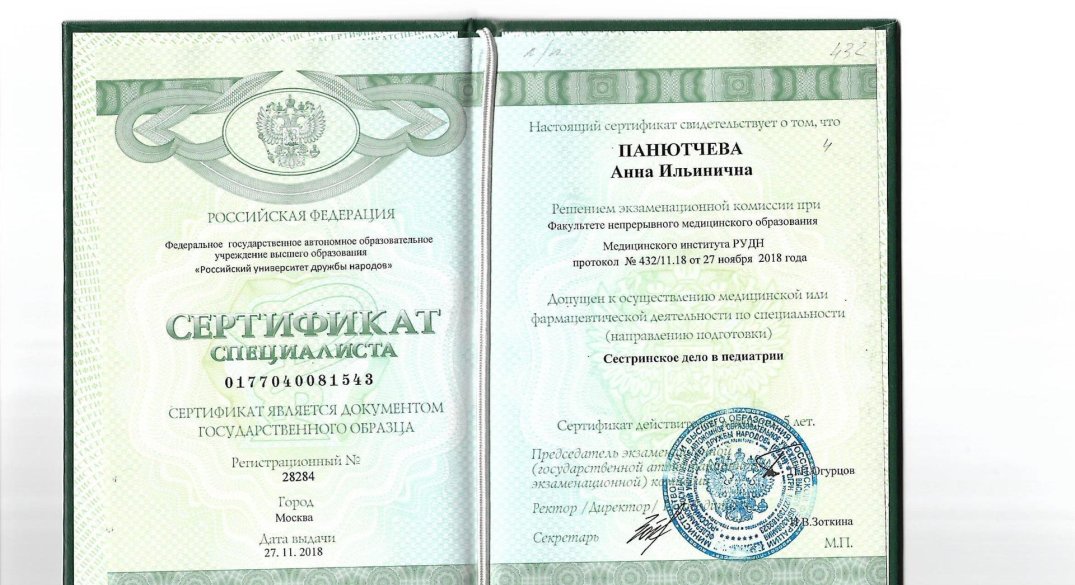 РОССИЙСКАЯ ФЕДЕРАЦИЯ
Федеральное государственное автономное образовательное
учреждение высшего образования
«Российский университет дружбы народов»
СЕРТИФИКАТ
СПЕЦИАЛИСТА
0177040081543
СЕРТИФИКАТ ЯВЛЯЕТСЯ ДОКУМЕНТОМ
ГОСУДАРСТВЕННОГО ОБРАЗЦА
Регистрационный №
28284
Город
Москва
Дата выдачи
27. 11. 2018
432
Настоящий сертификат свидетельствует о том, что
ПАНЮТЧЕВА
Анна Ильинична
Решением экзаменационной комиссии при
Факультете непрерывного медицинского образования
Медицинского института РУДН
протокол № 432/11.18 от 27 ноября 2018 года
Допущен к осуществлению медицинской или
фармацевтической деятельности по специальности
(направлению подготовки)
Сестринское дело в педиатрии
Сертификат 5 лет.
Председатель
(государственной
экзаменационной)
Огурцов
Ректор /Директор/
Секретарь
И.В.Зоткина
М.П.